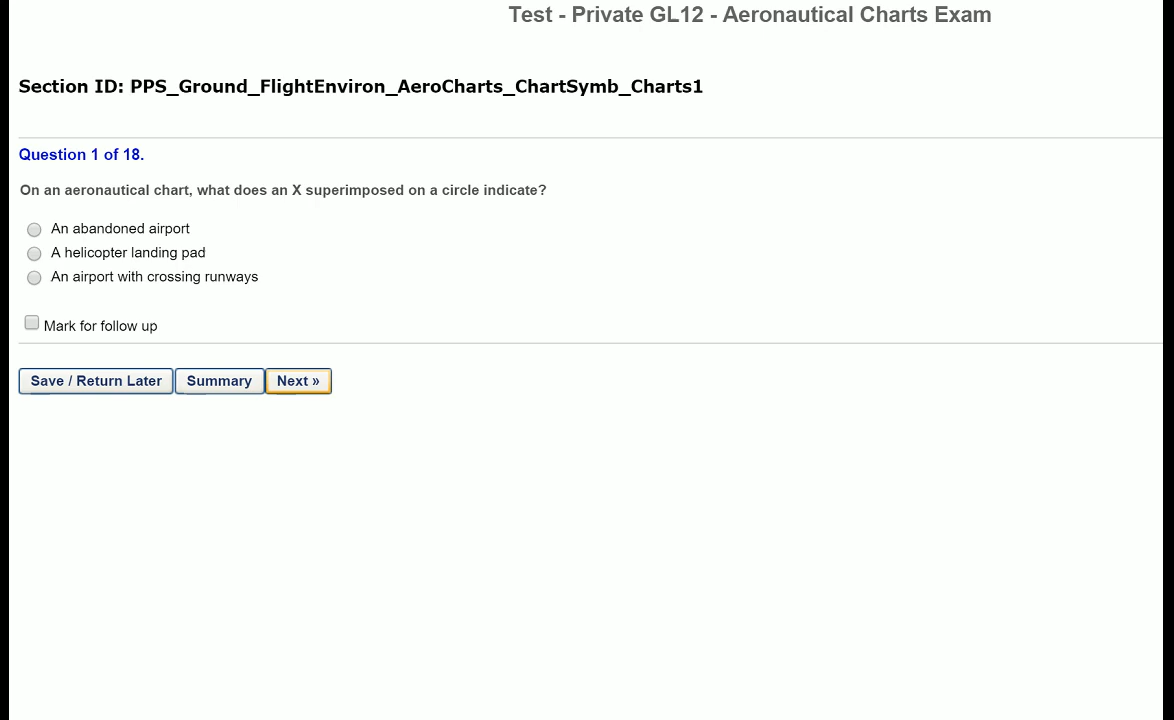 Test - Private GL12 - Aeronautical Charts Exam
Section ID: PPS_Ground_FlightEnviron_AeroCharts_ChartSymb_Charts1
Question 1 of 18.
On an aeronautical chart, what does an X superimposed on a circle indicate?
An abandoned airport
A helicopter landing pad
An airport with crossing runways
Mark for follow up
Save / Return Later Summary Next »